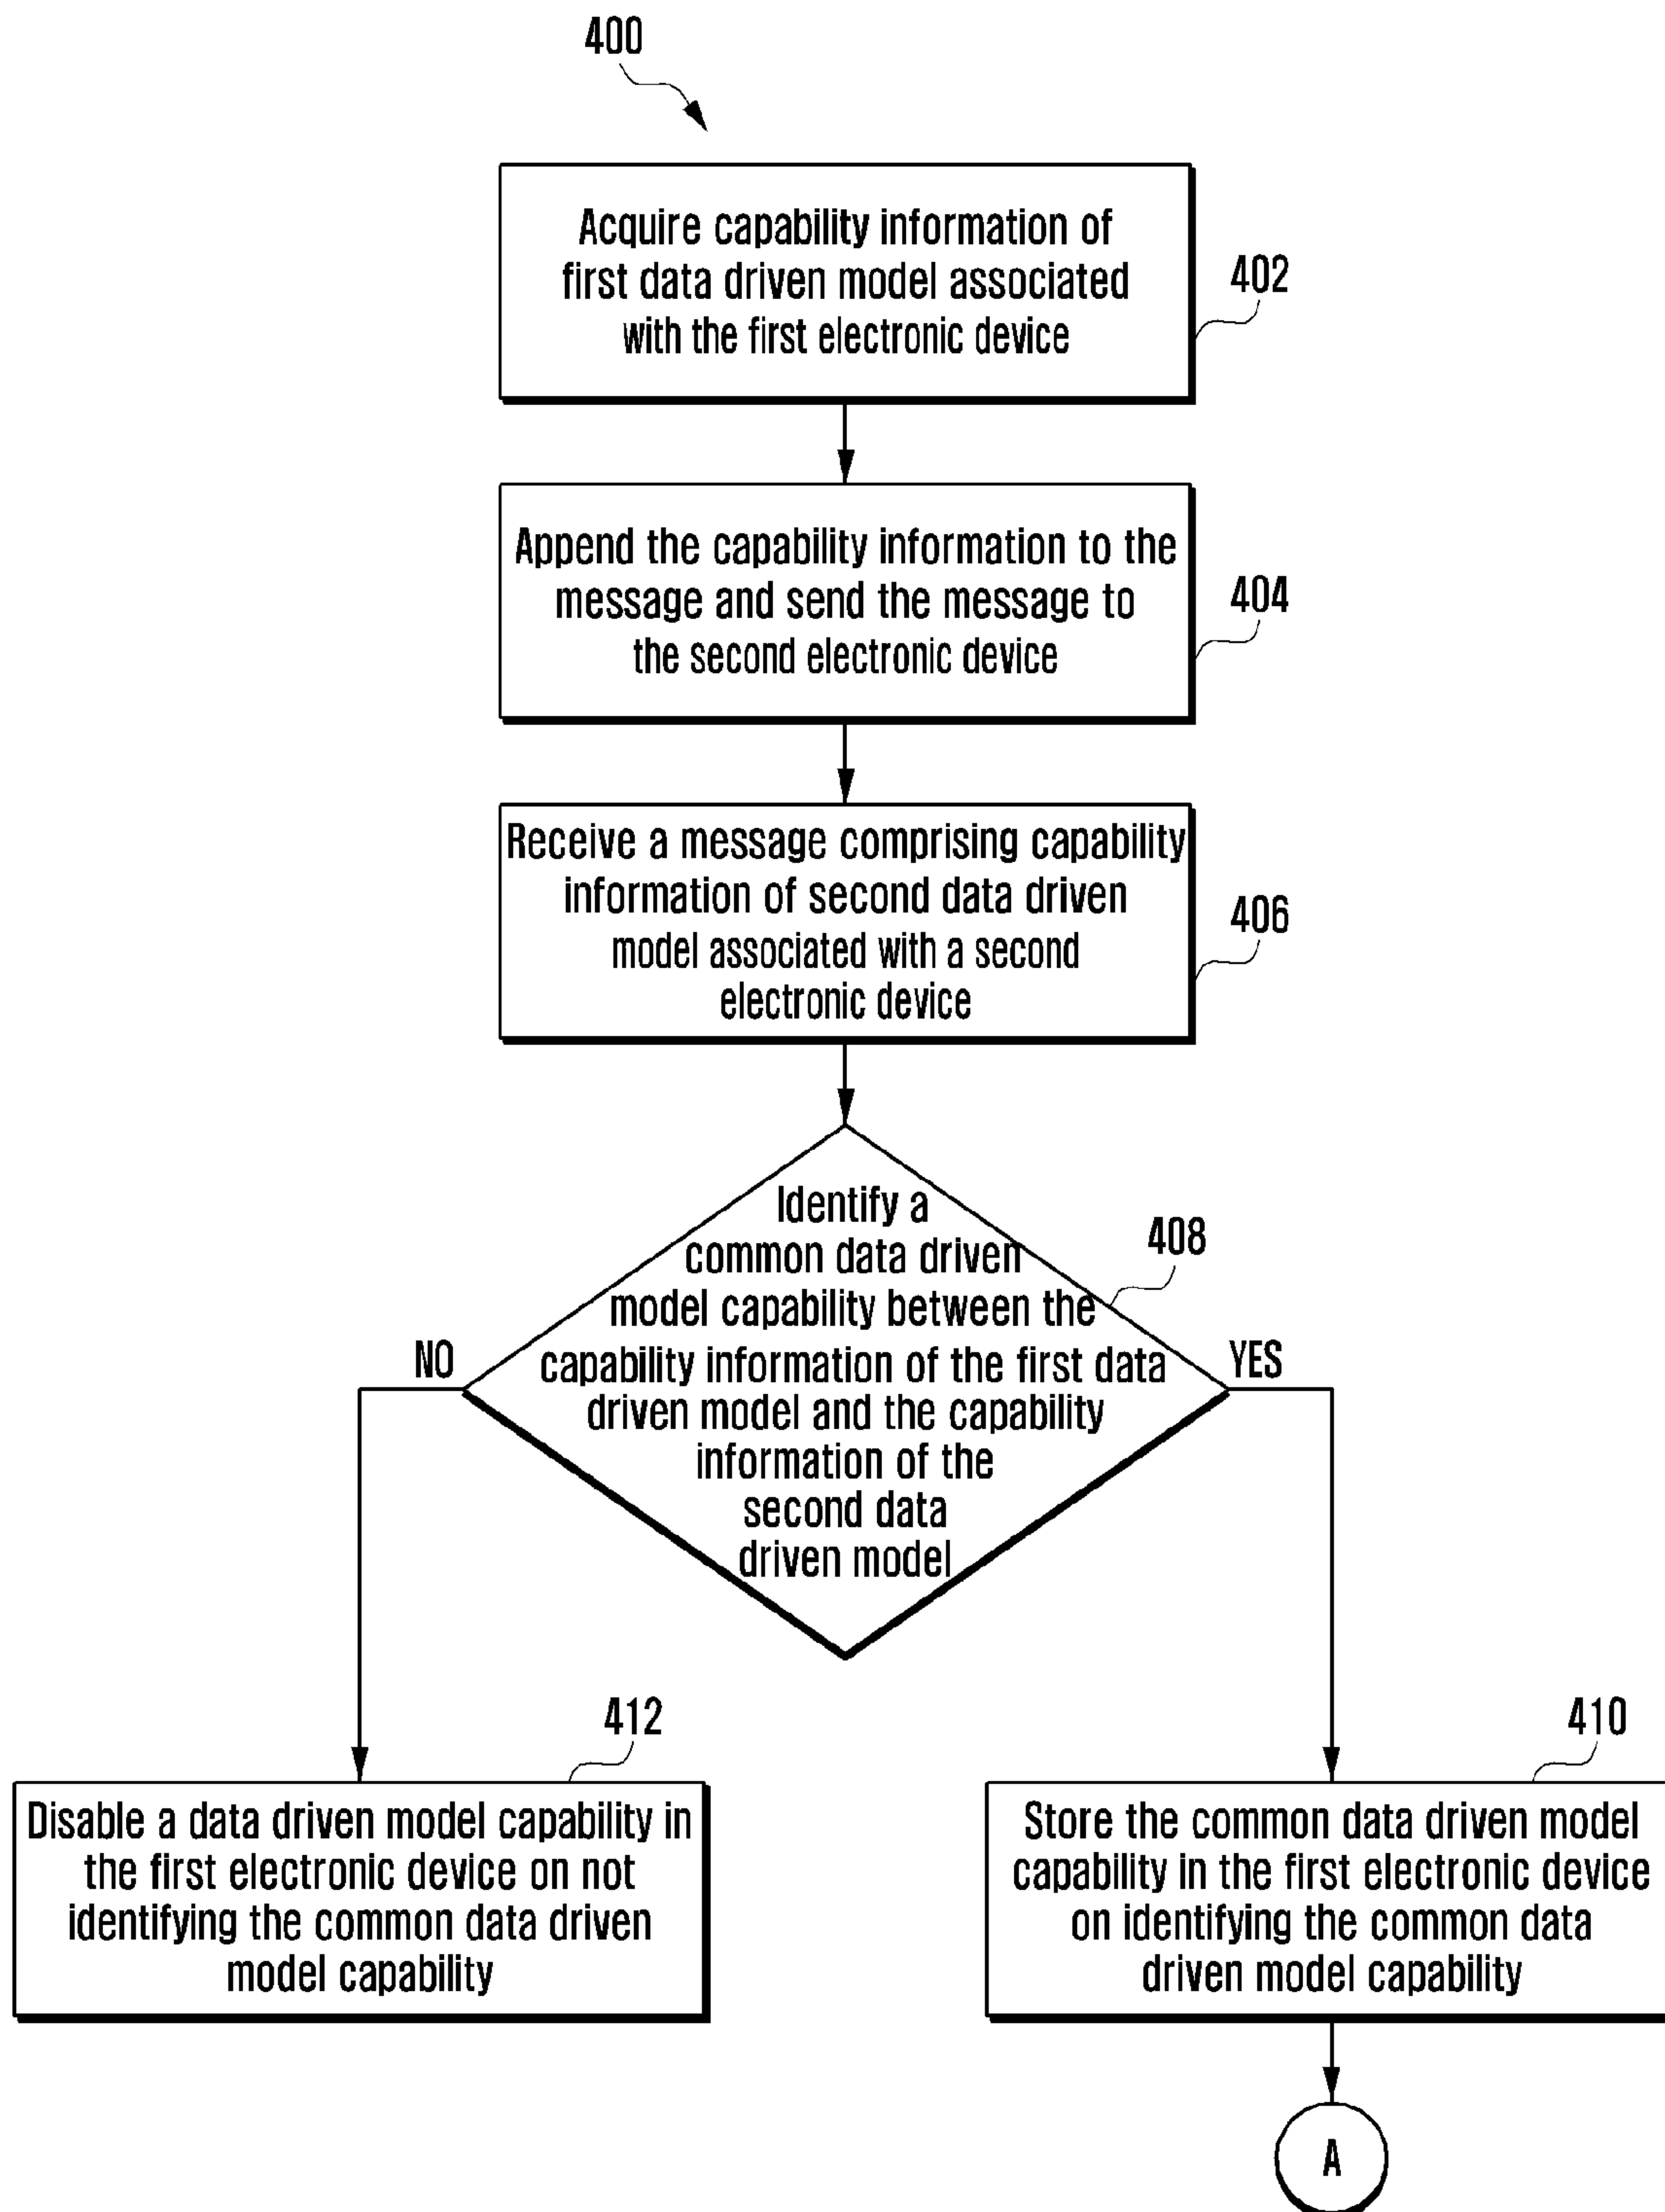 400
Acquire capability information of
first data driven model associated
with the first electronic device
402
Append the capability information to the
message and send the message to
the second electronic device
404
Receive a message comprising capability
information of second data driven
model associated with a second
electronic device
406
Identify a
common data driven
model capability between the
capability information of the first data
driven model and the capability
information of the
second data
driven model
408
NO
YES
412
Disable a data driven model capability in
the first electronic device on not
identifying the common data driven
model capability
410
Store the common data driven model
capability in the first electronic device
on identifying the common data
driven model capability
A